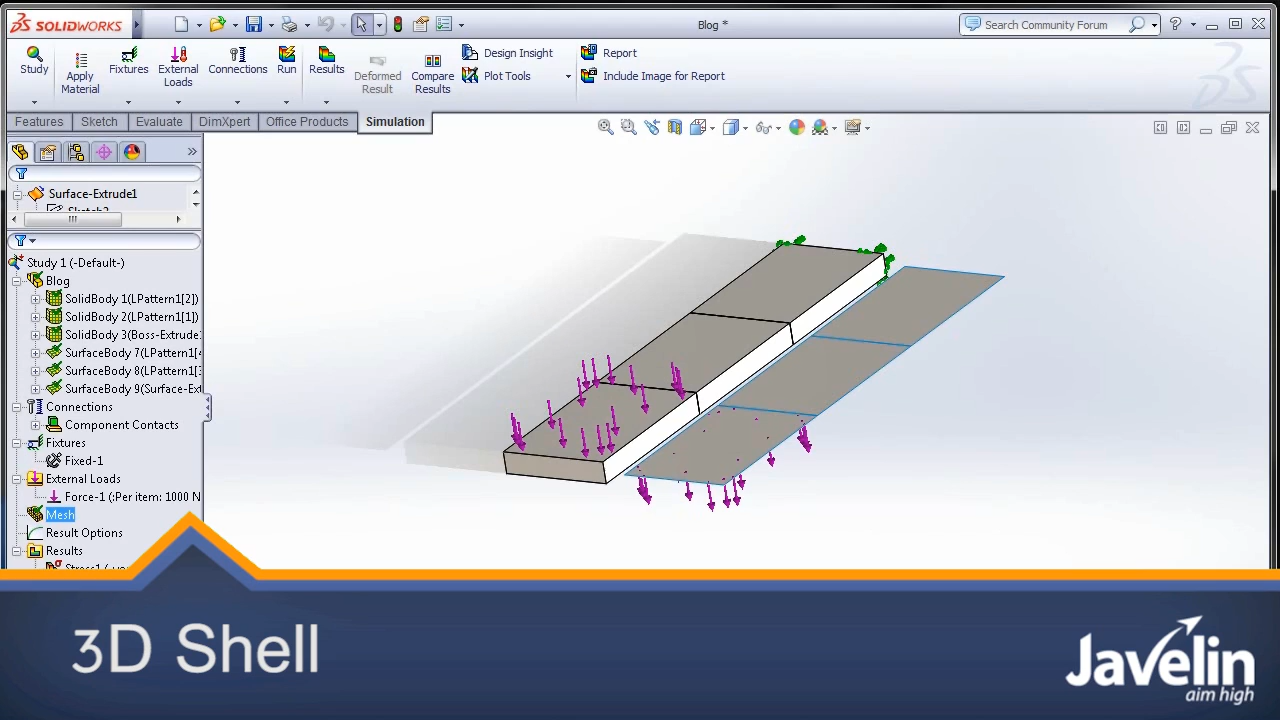 SOLIDWORKS
Blog *
Search Community Forum
Study
Apply Material
Fixtures
External Loads
Connections
Run
Results
Deformed Result
Compare Results
Design Insight
Plot Tools
Report
Include Image for Report
Features
Sketch
Evaluate
DimXpert
Office Products
Simulation
Surface-Extrude1
Study 1 (-Default-)
Blog
SolidBody 1(LPattern1[2])
SolidBody 2(LPattern1[1])
SolidBody 3(Boss-Extrude
SurfaceBody 7(LPattern1[
SurfaceBody 8(LPattern1[
SurfaceBody 9(Surface-Ext
Connections
Component Contacts
Fixtures
Fixed-1
External Loads
Force-1 (:Per item: 1000 N
Mesh
Result Options
Results
3D Shell
Javelin
aim high